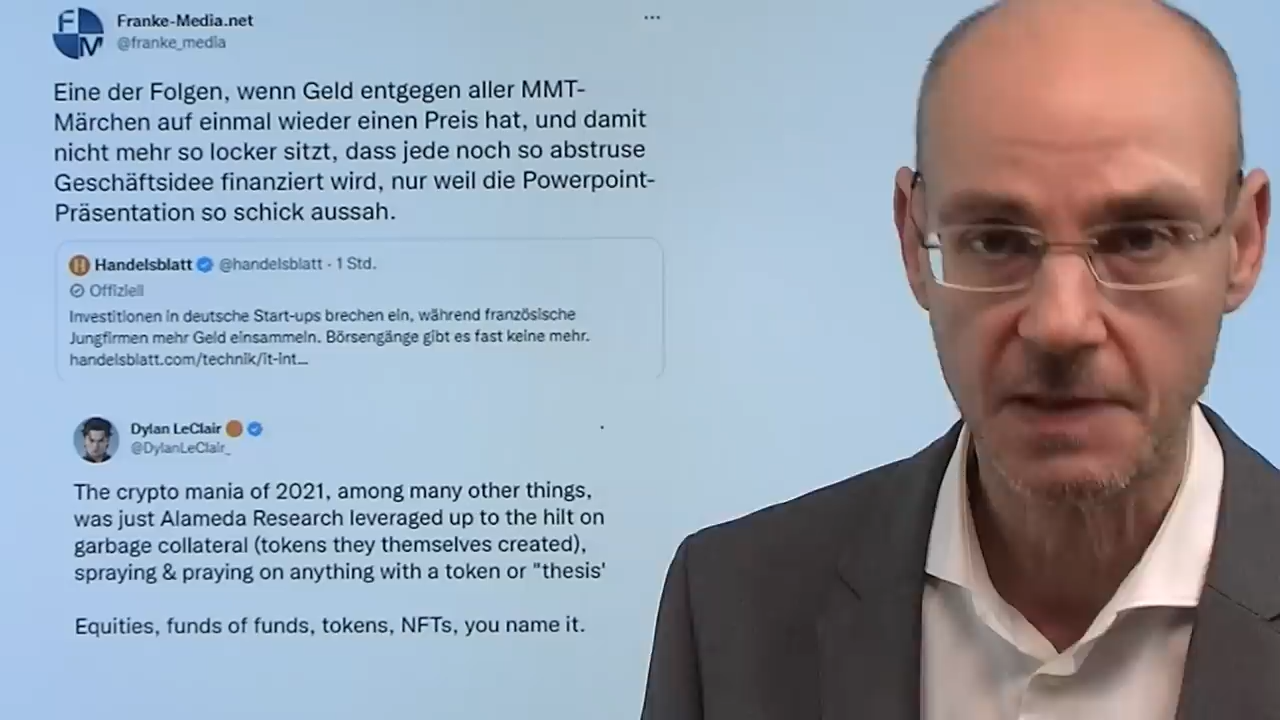 FM
Franke-Media.net
@franke_media
...
Eine der Folgen, wenn Geld entgegen aller MMT-
Märchen auf einmal wieder einen Preis hat, und damit
nicht mehr so locker sitzt, dass jede noch so abstruse
Geschäftsidee finanziert wird, nur weil die Powerpoint-
Präsentation so schick aussah.
H Handelsblatt @handelsblatt · 1 Std.
Offiziell
Investitionen in deutsche Start-ups brechen ein, während französische
Jungfirmen mehr Geld einsammeln. Börsengänge gibt es fast keine mehr.
handelsblatt.com/technik/it-int...
Dylan LeClair
@DylanLeClair_
The crypto mania of 2021, among many other things,
was just Alameda Research leveraged up to the hilt on
garbage collateral (tokens they themselves created),
spraying & praying on anything with a token or "thesis'
Equities, funds of funds, tokens, NFTs, you name it.